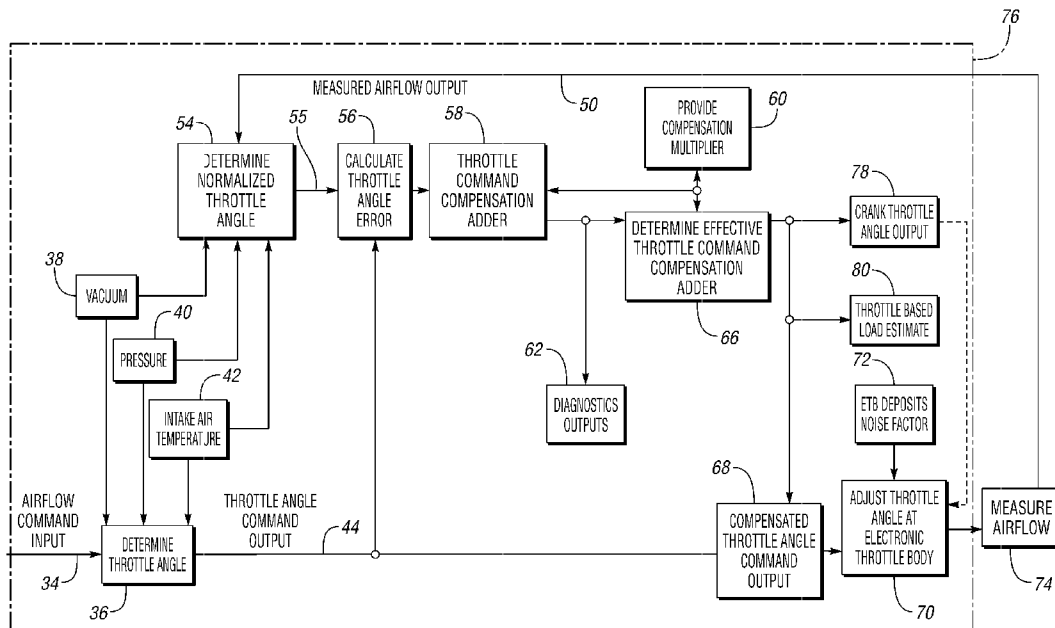 76
MEASURED AIRFLOW OUTPUT
50
54
DETERMINE
NORMALIZED
THROTTLE
ANGLE
55
56
CALCULATE
THROTTLE
ANGLE
ERROR
58
THROTTLE
COMMAND
COMPENSATION
ADDER
PROVIDE
COMPENSATION
MULTIPLIER
60
DETERMINE EFFECTIVE
THROTTLE COMMAND
COMPENSATION
ADDER
66
78
CRANK THROTTLE
ANGLE OUTPUT
80
THROTTLE BASED
LOAD ESTIMATE
38
VACUUM
40
PRESSURE
42
INTAKE AIR
TEMPERATURE
62
DIAGNOSTICS
OUTPUTS
72
ETB DEPOSITS
NOISE FACTOR
AIRFLOW
COMMAND
INPUT
34
DETERMINE
THROTTLE ANGLE
36
THROTTLE ANGLE
COMMAND
OUTPUT
44
68
COMPENSATED
THROTTLE ANGLE
COMMAND
OUTPUT
ADJUST THROTTLE
ANGLE AT
ELECTRONIC
THROTTLE BODY
70
MEASURE
AIRFLOW
74